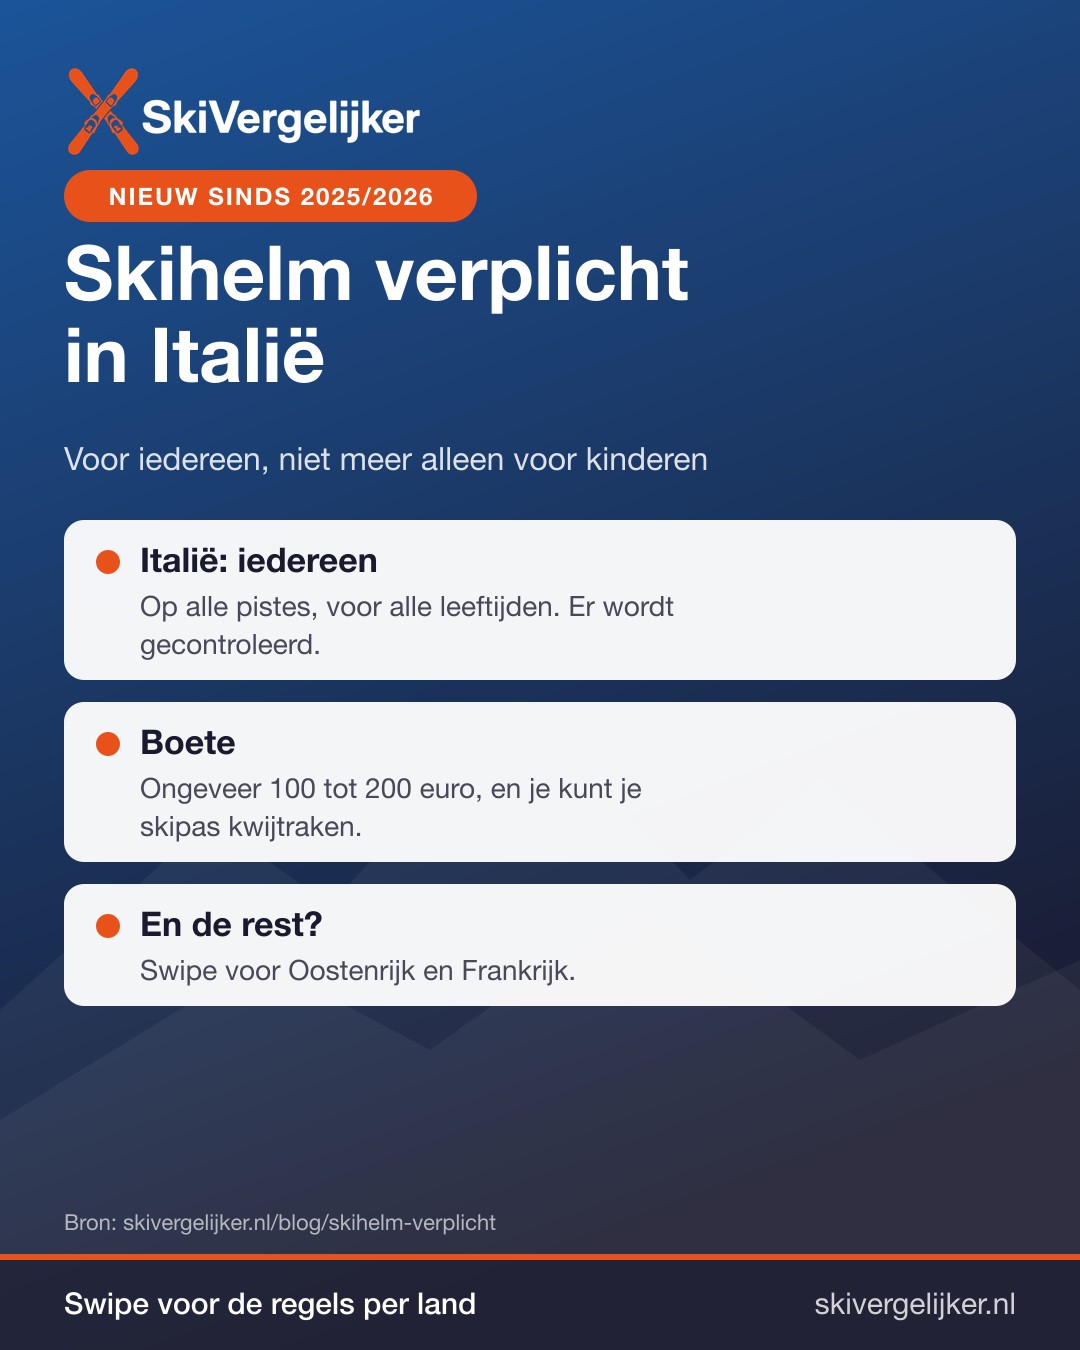 SkiVergelijker
NIEUW SINDS 2025/2026
Skihelm verplicht
in Italië
Voor iedereen, niet meer alleen voor kinderen
Italië: iedereen
Op alle pistes, voor alle leeftijden. Er wordt
gecontroleerd.
Boete
Ongeveer 100 tot 200 euro, en je kunt je
skipas kwijtraken.
En de rest?
Swipe voor Oostenrijk en Frankrijk.
Bron: skivergelijker.nl/blog/skihelm-verplicht
Swipe voor de regels per land
skivergelijker.nl